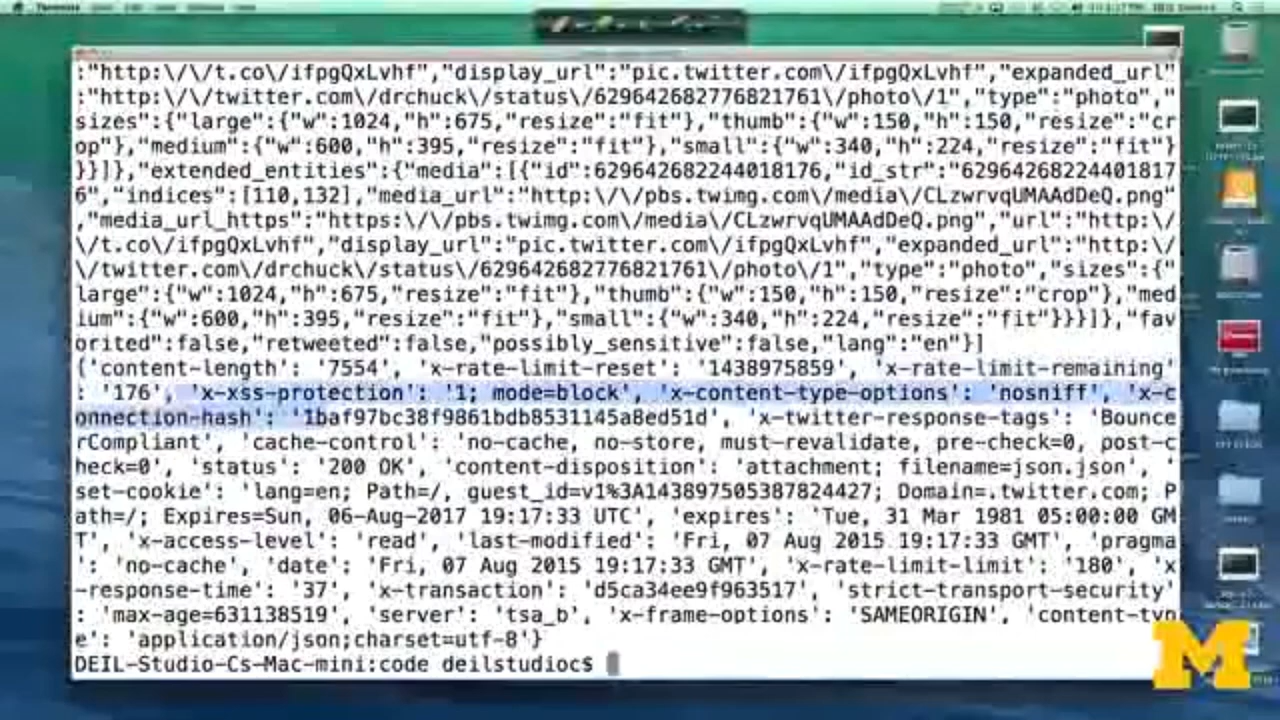 :"http:\/\/t.co\/ifpgQxLvhf","display_url":"pic.twitter.com\/ifpgQxLvhf","expanded_url"
:"http:\/\/twitter.com\/drchuck\/status\/629642682776821761\/photo\/1","type":"photo","
sizes":{"large":{"w":1024,"h":675,"resize":"fit"},"thumb":{"w":150,"h":150,"resize":"cr
op"},"medium":{"w":600,"h":395,"resize":"fit"},"small":{"w":340,"h":224,"resize":"fit"}
}}]},"extended_entities":{"media":[{"id":629642682244018176,"id_str":"62964268224401817
6","indices":[110,132],"media_url":"http:\/\/pbs.twimg.com\/media\/CLzwrvqUMAAdDeQ.png"
,"media_url_https":"https:\/\/pbs.twimg.com\/media\/CLzwrvqUMAAdDeQ.png","url":"http:\/
\/t.co\/ifpgQxLvhf","display_url":"pic.twitter.com\/ifpgQxLvhf","expanded_url":"http:\/
\/twitter.com\/drchuck\/status\/629642682776821761\/photo\/1","type":"photo","sizes":{"
large":{"w":1024,"h":675,"resize":"fit"},"thumb":{"w":150,"h":150,"resize":"crop"},"med
ium":{"w":600,"h":395,"resize":"fit"},"small":{"w":340,"h":224,"resize":"fit"}}}]},"fav
orited":false,"retweeted":false,"possibly_sensitive":false,"lang":"en"}]
{'content-length': '7554', 'x-rate-limit-reset': '1438975859', 'x-rate-limit-remaining'
: '176', 'x-xss-protection': '1; mode=block', 'x-content-type-options': 'nosniff', 'x-c
onnection-hash': '1baf97bc38f9861bdb8531145a8ed51d', 'x-twitter-response-tags': 'Bounce
rCompliant', 'cache-control': 'no-cache, no-store, must-revalidate, pre-check=0, post-c
heck=0', 'status': '200 OK', 'content-disposition': 'attachment; filename=json.json', '
set-cookie': 'lang=en; Path=/, guest_id=v1%3A143897505387824427; Domain=.twitter.com; P
ath=/; Expires=Sun, 06-Aug-2017 19:17:33 UTC', 'expires': 'Tue, 31 Mar 1981 05:00:00 GM
T', 'x-access-level': 'read', 'last-modified': 'Fri, 07 Aug 2015 19:17:33 GMT', 'pragma
': 'no-cache', 'date': 'Fri, 07 Aug 2015 19:17:33 GMT', 'x-rate-limit-limit': '180', 'x
-response-time': '37', 'x-transaction': 'd5ca34ee9f963517', 'strict-transport-security'
: 'max-age=631138519', 'server': 'tsa_b', 'x-frame-options': 'SAMEORIGIN', 'content-typ
e': 'application/json;charset=utf-8'}
DEIL-Studio-Cs-Mac-mini:code deilstudioc$
M